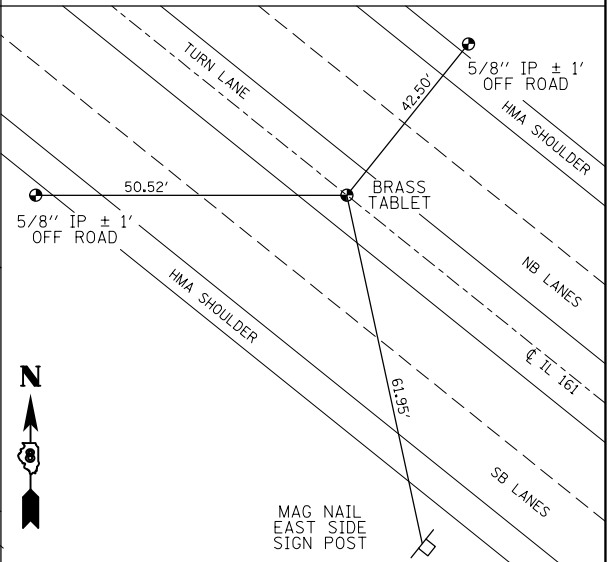 TURN LANE
42.50'
5/8'' IP ± 1'
OFF ROAD
HMA SHOULDER
50.52'
BRASS
TABLET
5/8'' IP ± 1'
OFF ROAD
HMA SHOULDER
NB LANES
℄ IL 161
N
8
61.95'
SB LANES
MAG NAIL
EAST SIDE
SIGN POST